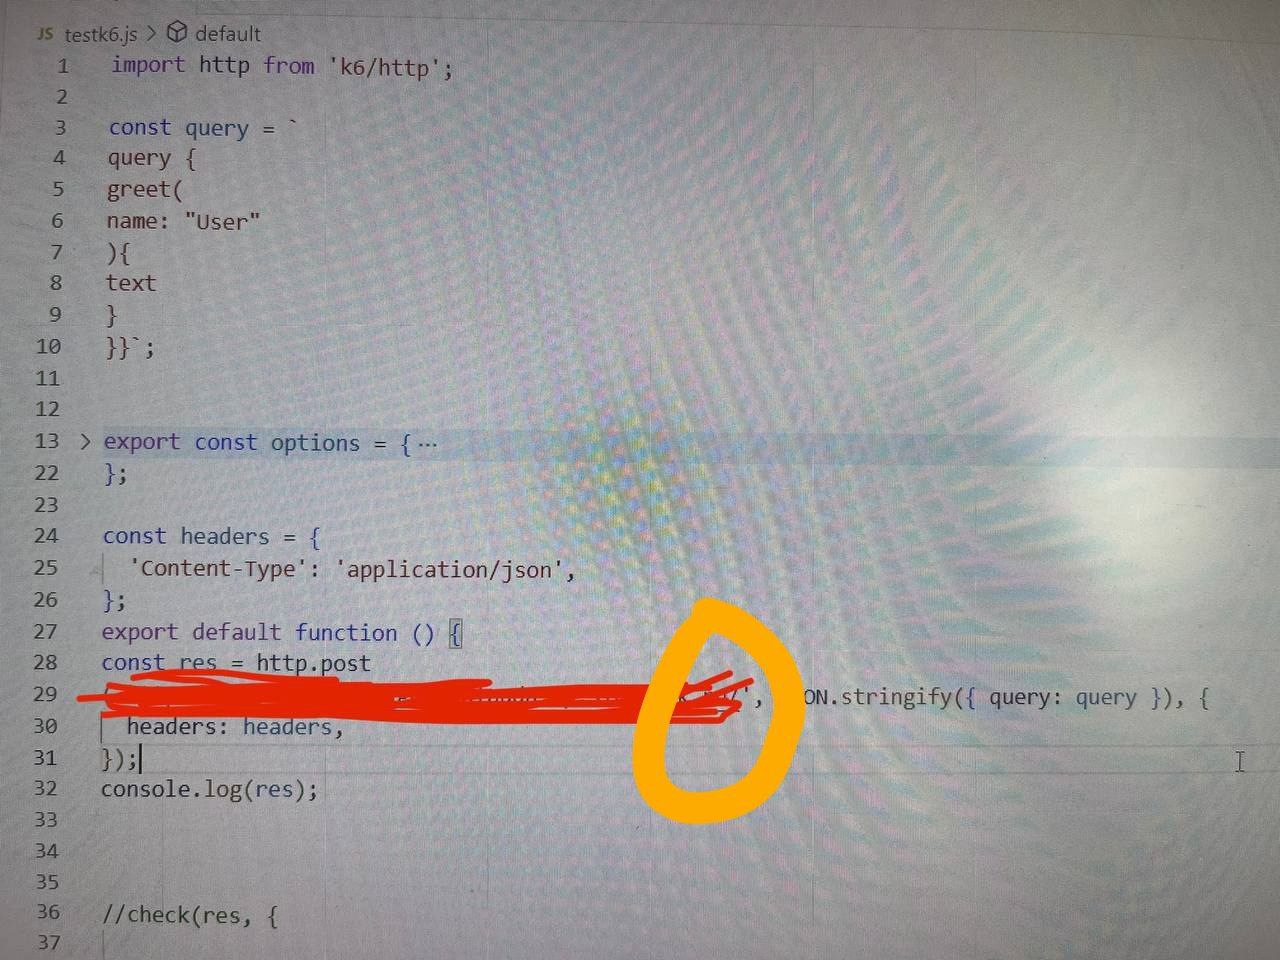 JS testk6.js > default
1 import http from 'k6/http';
2
3 const query = `
4 query {
5 greet(
6 name: "User"
7 ){
8 text
9 }
10 }}`;
11
12
13 > export const options = {···
22 };
23
24 const headers = {
25 'Content-Type': 'application/json',
26 };
27 export default function () {
28 const res = http.post
29 /', ON.stringify({ query: query }), {
30 headers: headers,
31 });
32 console.log(res);
33
34
35
36 //check(res, {
37